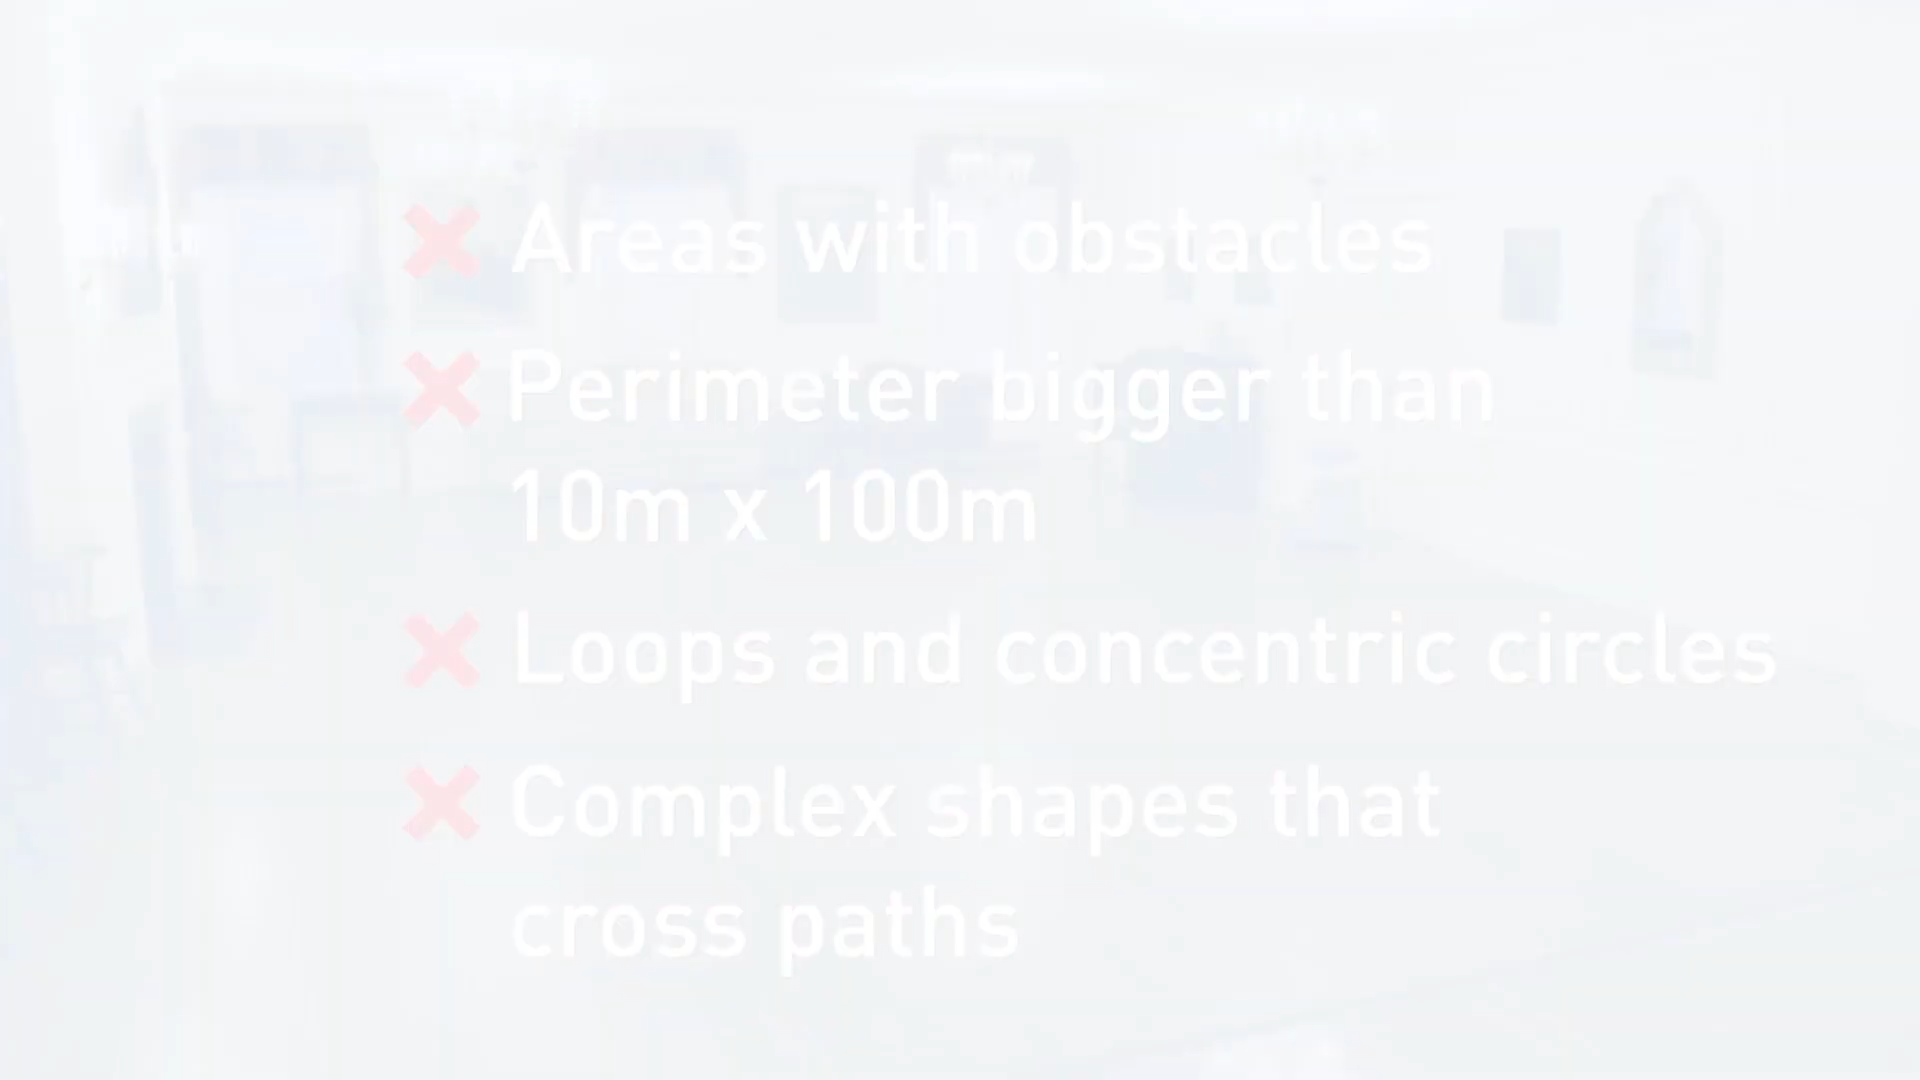 Areas with obstacles
Perimeter bigger than
10m x 100m
Loops and concentric circles
Complex shapes that
cross paths